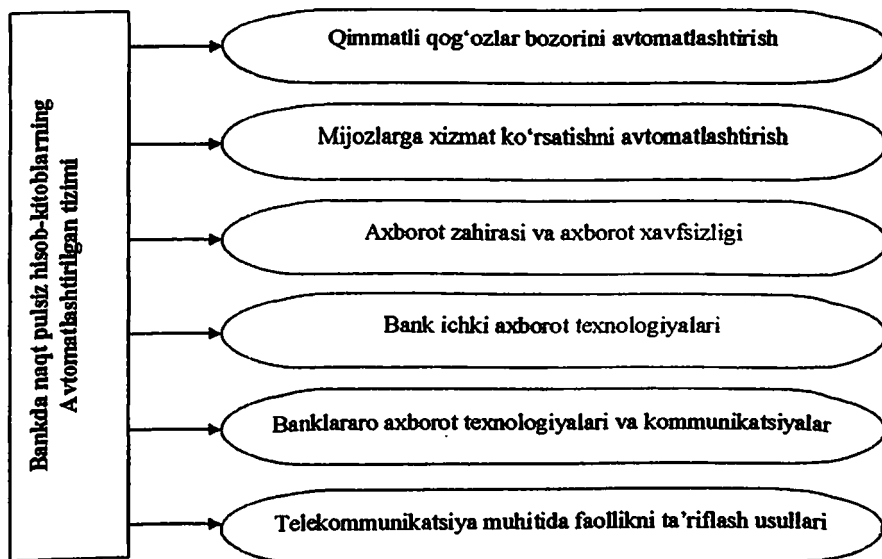 Bankda naqt pulsiz hisob-kitoblarning
Avtomatlashtirilgan tizimi
Qimmatli qog‘ozlar bozorini avtomatlashtirish
Mijozlarga xizmat ko‘rsatishni avtomatlashtirish
Axborot zahirasi va axborot xavfsizligi
Bank ichki axborot texnologiyalari
Banklararo axborot texnologiyalari va kommunikatsiyalar
Telekommunikatsiya muhitida faollikni ta’riflash usullari